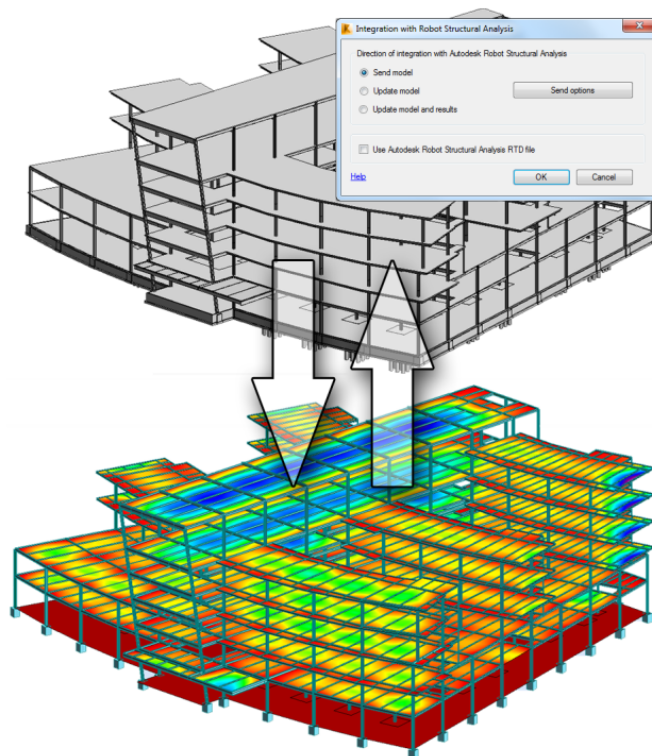 Integration with Robot Structural Analysis
Direction of integration with Autodesk Robot Structural Analysis
Send model
Update model
Send options
Update model and results
Use Autodesk Robot Structural Analysis RTD file
Help
OK
Cancel